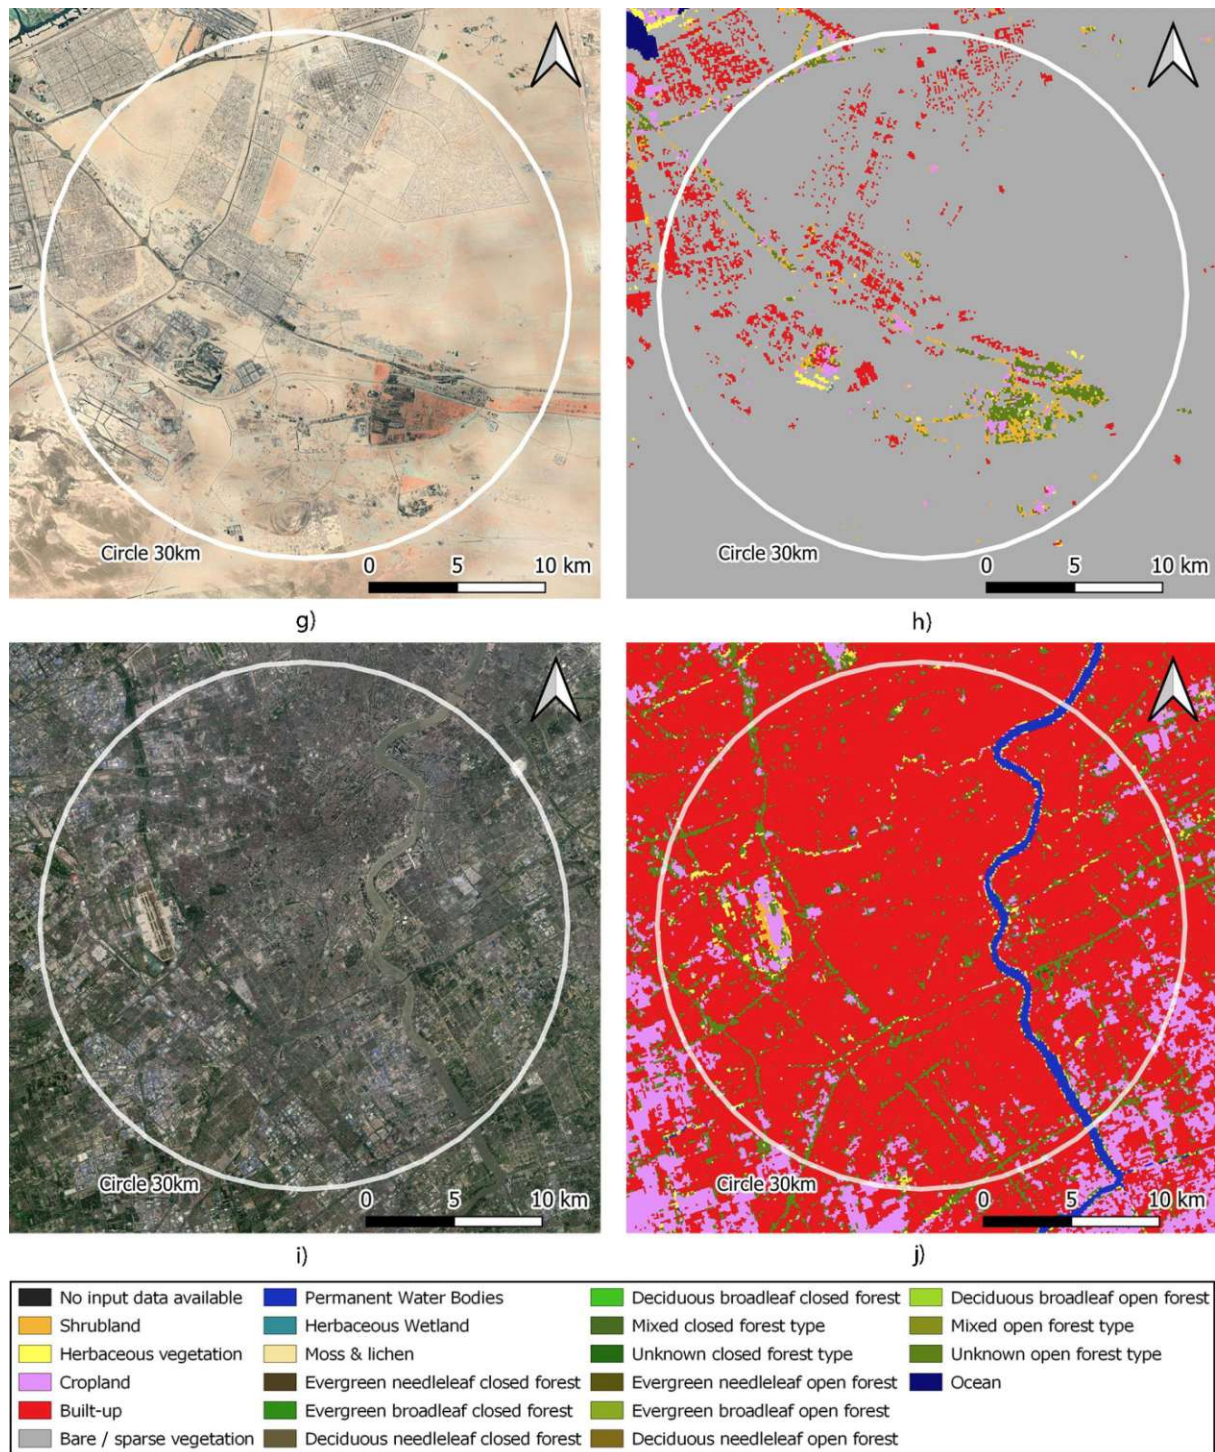 Circle 30km
0 5 10 km
Circle 30km
0 5 10 km
g)
h)
Circle 30km
0 5 10 km
Circle 30km
0 5 10 km
i)
j)
No input data available
Permanent Water Bodies
Deciduous broadleaf closed forest
Deciduous broadleaf open forest
Shrubland
Herbaceous Wetland
Mixed closed forest type
Mixed open forest type
Herbaceous vegetation
Moss & lichen
Unknown closed forest type
Unknown open forest type
Cropland
Evergreen needleleaf closed forest
Evergreen needleleaf open forest
Ocean
Built-up
Evergreen broadleaf closed forest
Evergreen broadleaf open forest
Bare / sparse vegetation
Deciduous needleleaf closed forest
Deciduous needleleaf open forest